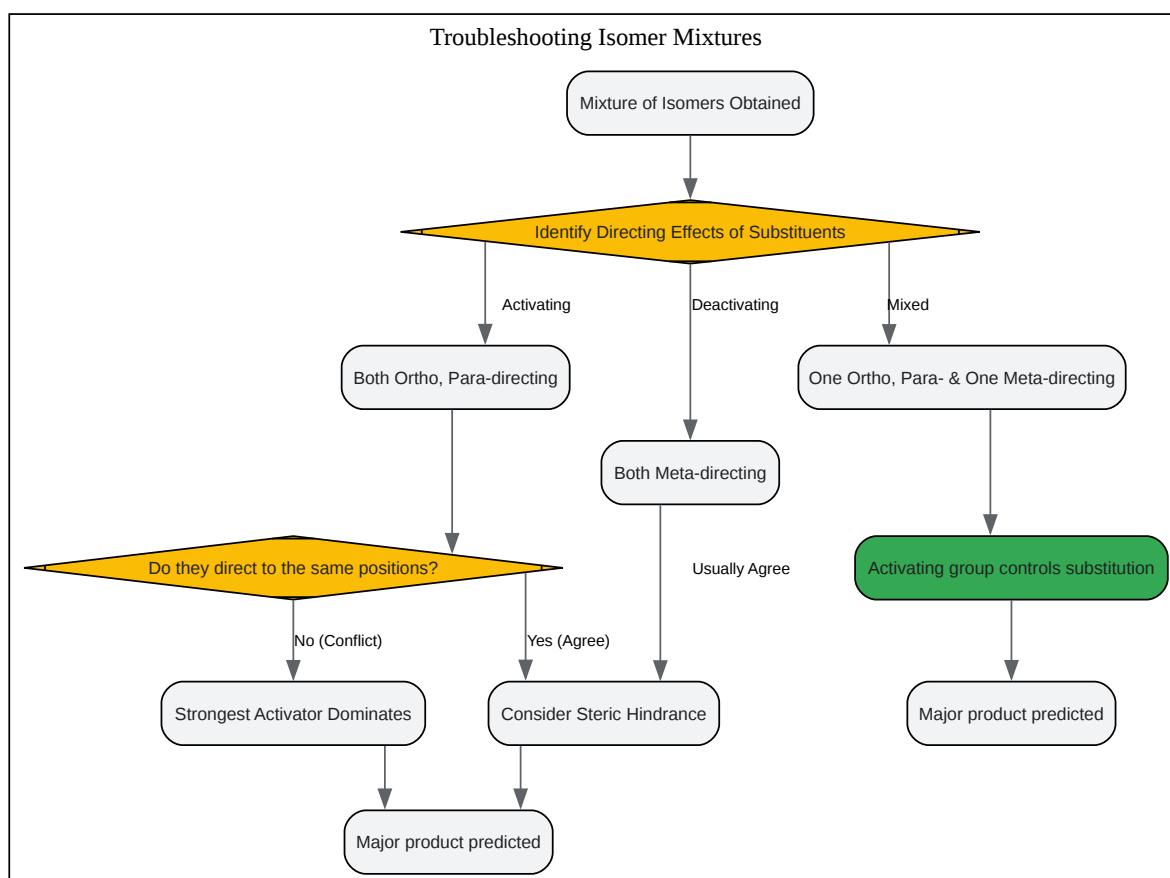 Troubleshooting Isomer Mixtures
Mixture of Isomers Obtained
Identify Directing Effects of Substituents
Activating
Deactivating
Mixed
Both Ortho, Para-directing
One Ortho, Para- & One Meta-directing
Both Meta-directing
Do they direct to the same positions?
Usually Agree
Activating group controls substitution
No (Conflict)
Yes (Agree)
Strongest Activator Dominates
Consider Steric Hindrance
Major product predicted
Major product predicted